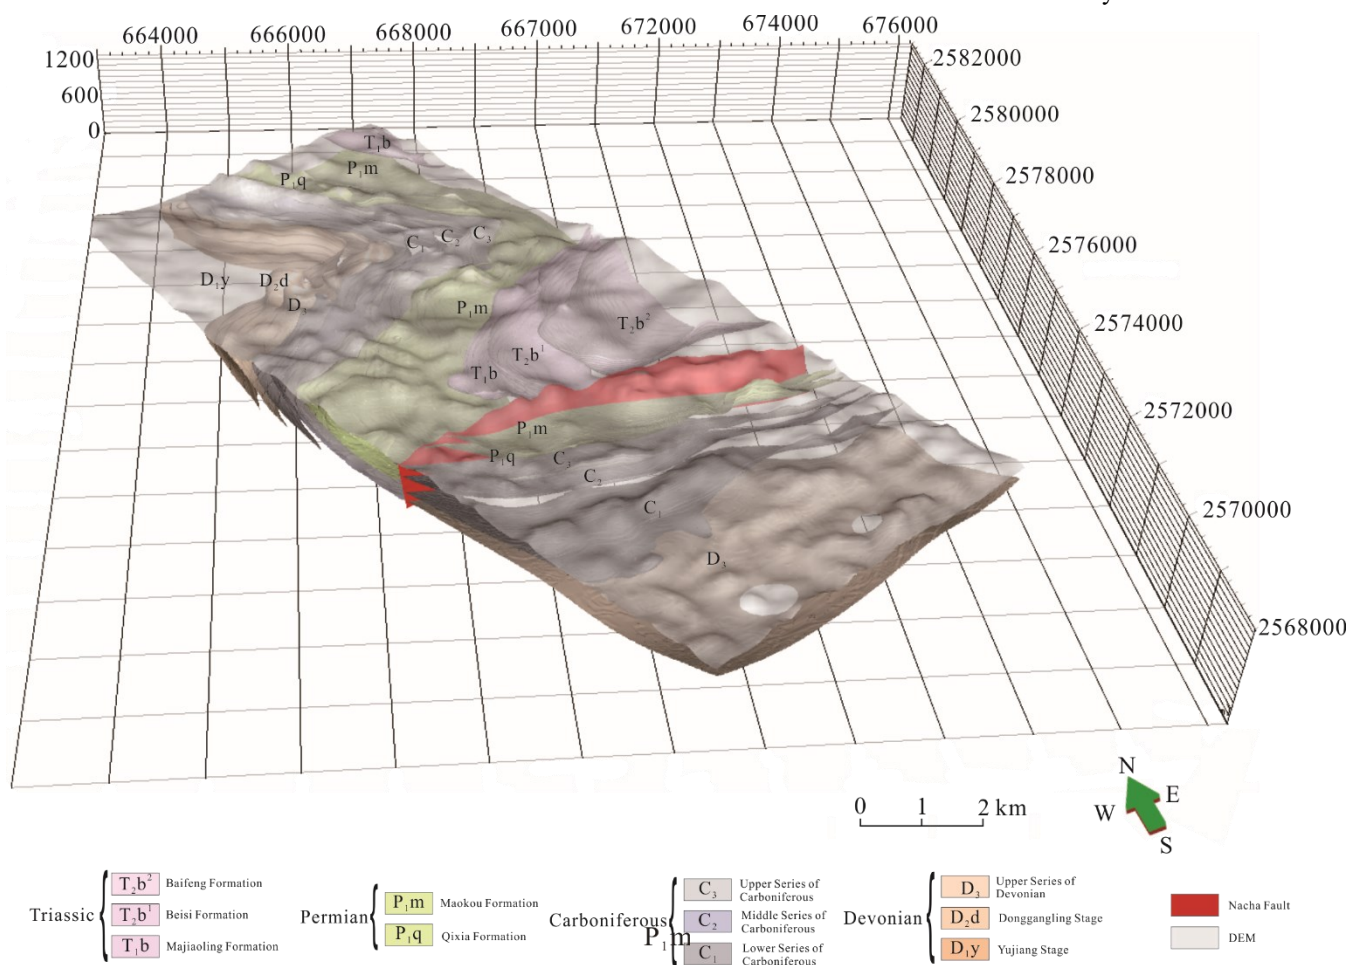 664000 666000 668000 667000 672000 674000 676000
1200
600
0
2582000
2580000
2578000
2576000
2574000
2572000
2570000
2568000
T₁b
P₁m
P₁q
C₁ C₂ C₃
D₁y D₂d
D₃
P₁m
T₂b²
T₂b¹
T₁b
P₁m
P₁q
C₃
C₂
C₁
D₃
N
E
W
S
0 1 2 km
Triassic
T₂b² Baifeng Formation
T₂b¹ Beisi Formation
T₁b Majiaoling Formation
Permian
P₁m Maokou Formation
P₁q Qixia Formation
Carboniferous
P₁m
C₃ Upper Series of
Carboniferous
C₂ Middle Series of
Carboniferous
C₁ Lower Series of
Carboniferous
Devonian
D₃ Upper Series of
Devonian
D₂d Donggangling Stage
D₁y Yujiang Stage
Nacha Fault
DEM